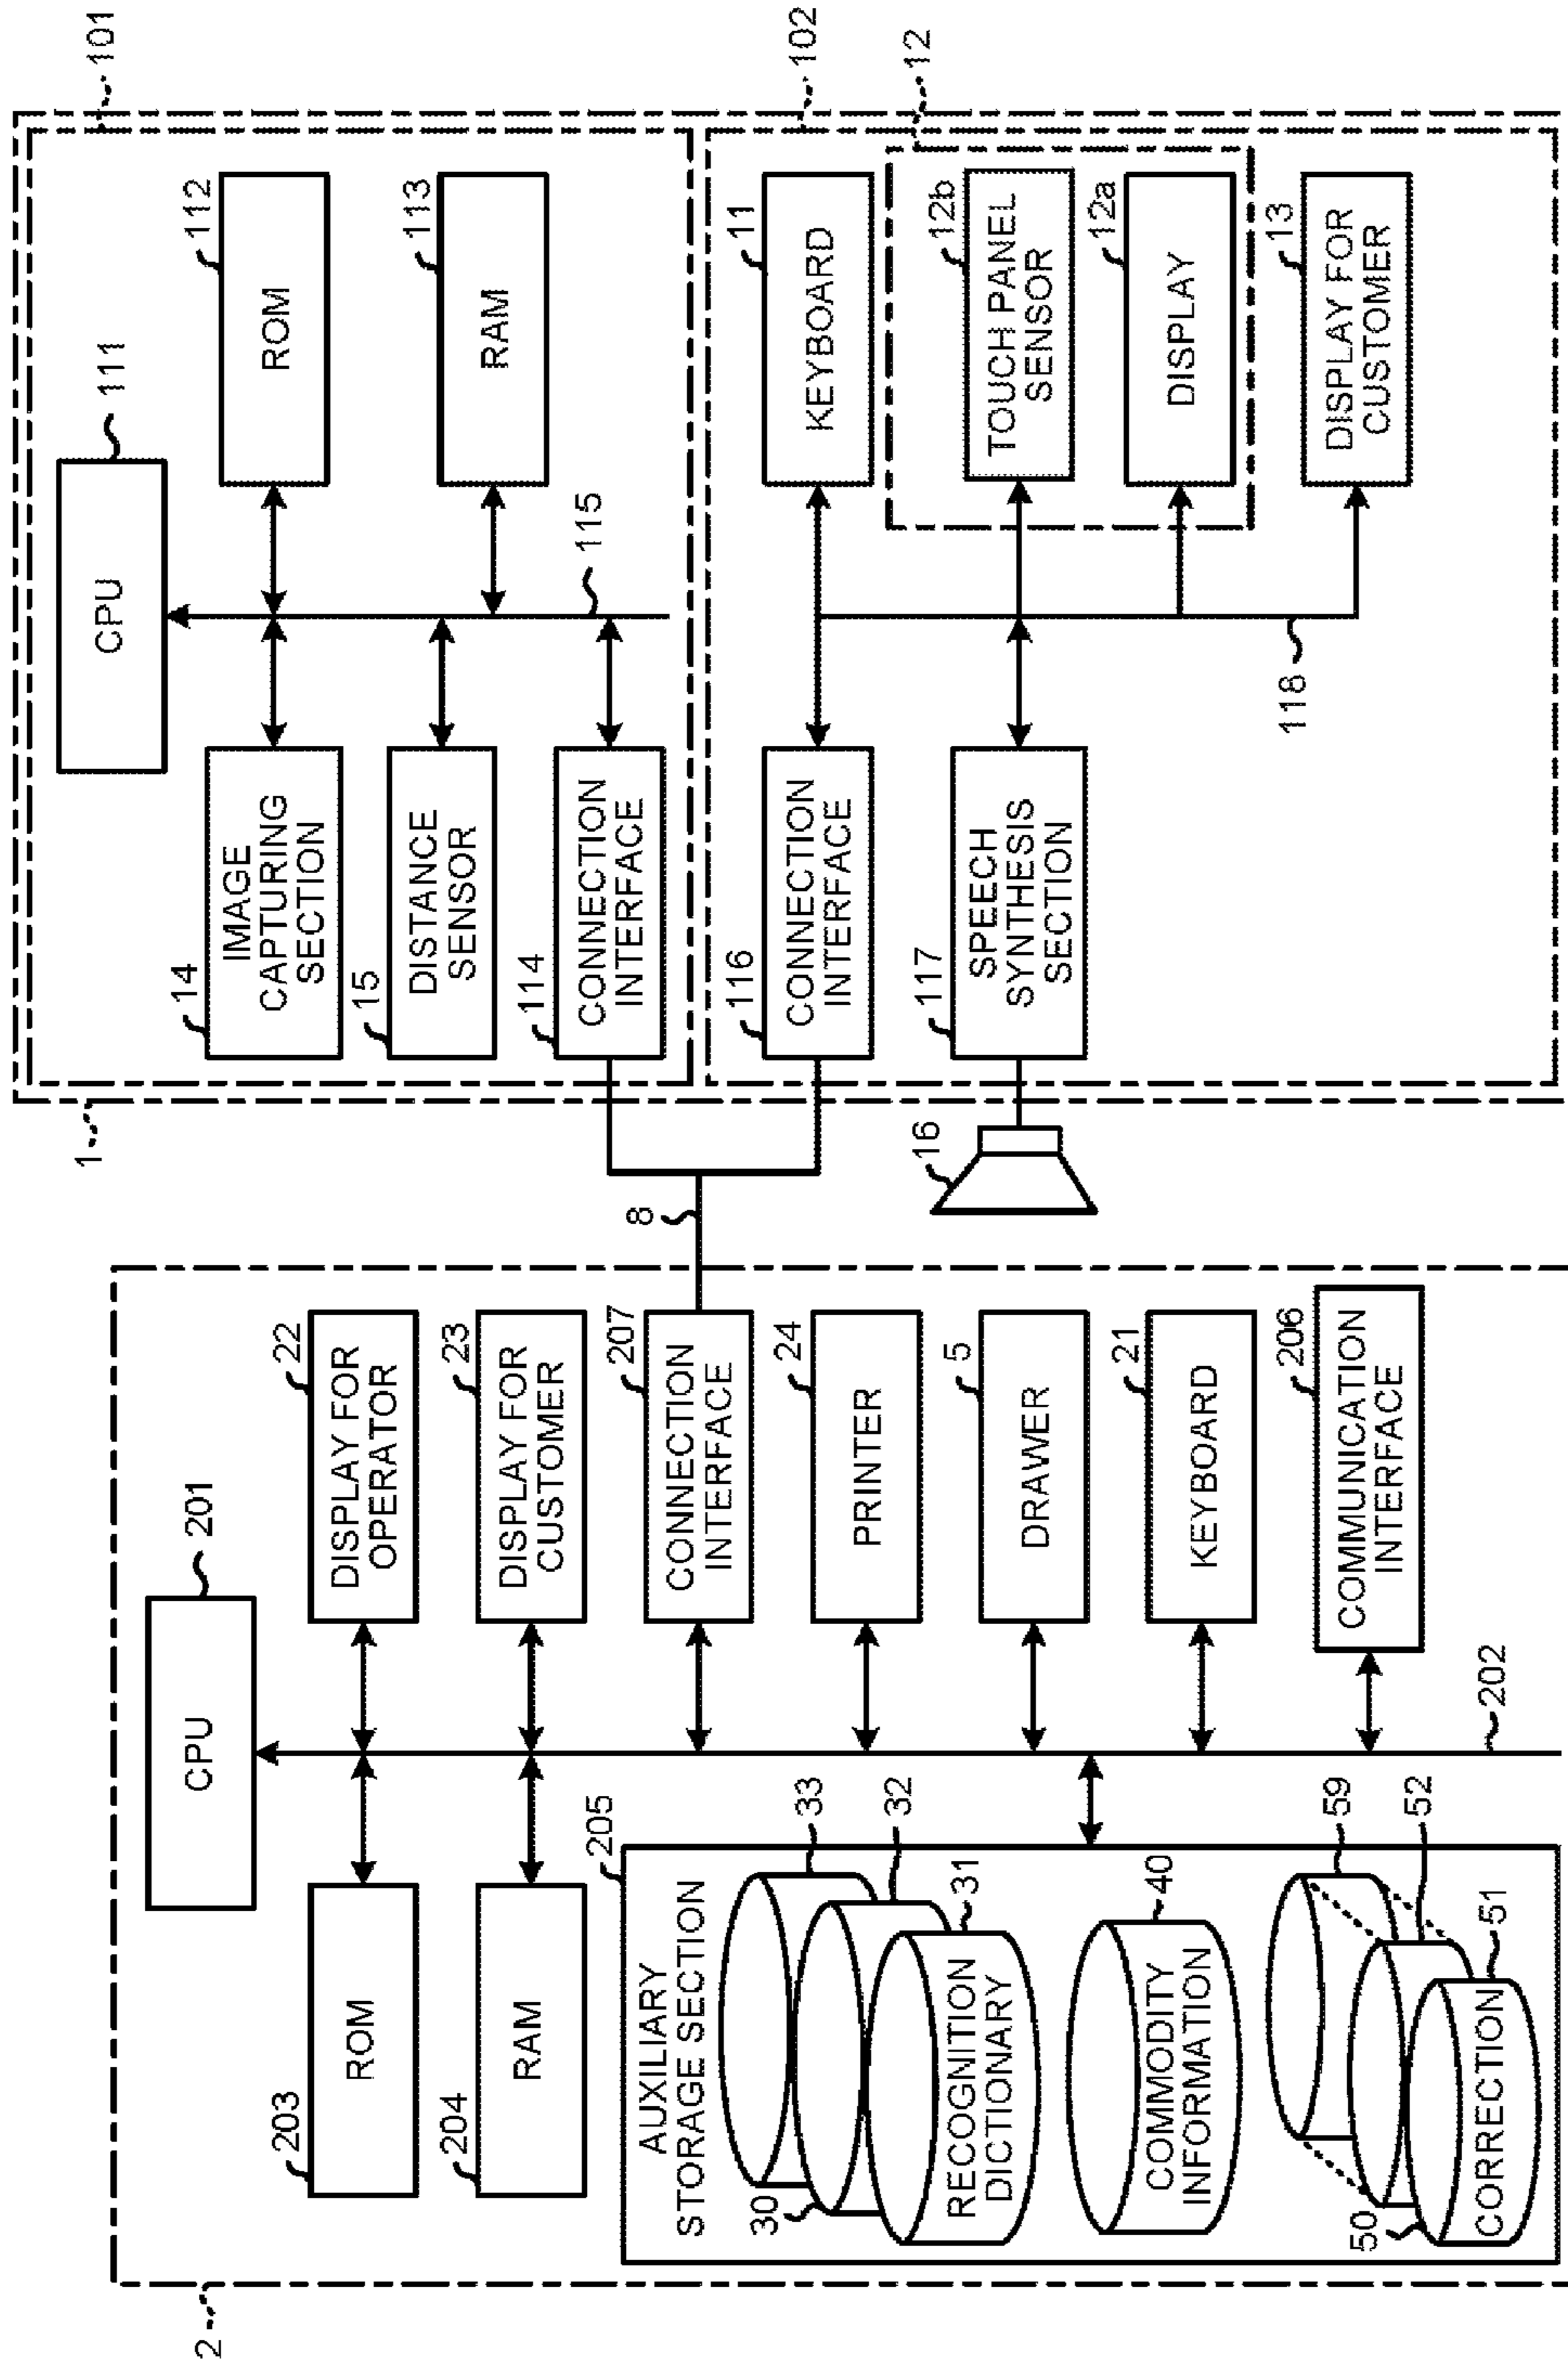 2
CPU
201
203
ROM
204
RAM
22
DISPLAY FOR
OPERATOR
23
DISPLAY FOR
CUSTOMER
207
CONNECTION
INTERFACE
24
PRINTER
5
DRAWER
21
KEYBOARD
206
COMMUNICATION
INTERFACE
202
205
AUXILIARY
STORAGE SECTION
33
32
31
30
RECOGNITION
DICTIONARY
40
COMMODITY
INFORMATION
59
52
51
50
CORRECTION
8
1
101
CPU
111
14
IMAGE
CAPTURING
SECTION
15
DISTANCE
SENSOR
114
CONNECTION
INTERFACE
112
ROM
113
RAM
115
102
116
CONNECTION
INTERFACE
117
SPEECH
SYNTHESIS
SECTION
16
11
KEYBOARD
12
12b
TOUCH PANEL
SENSOR
12a
DISPLAY
13
DISPLAY FOR
CUSTOMER
118